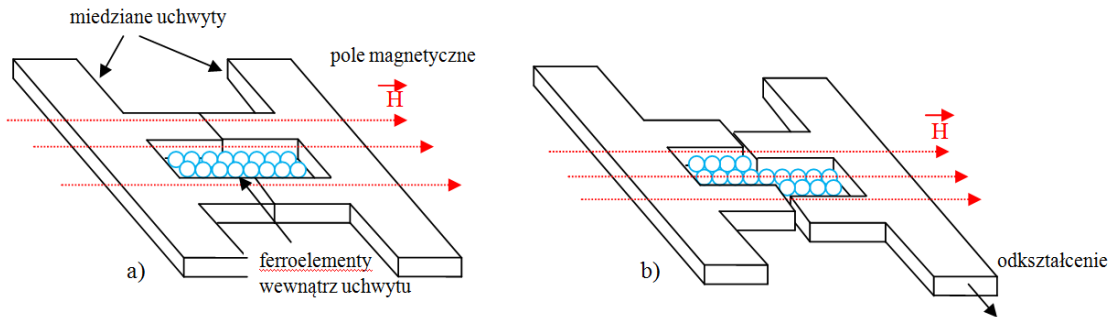 miedziane uchwyty
pole magnetyczne
H
a)
ferroelementy
wewnątrz uchwytu
H
b)
odkształcenie